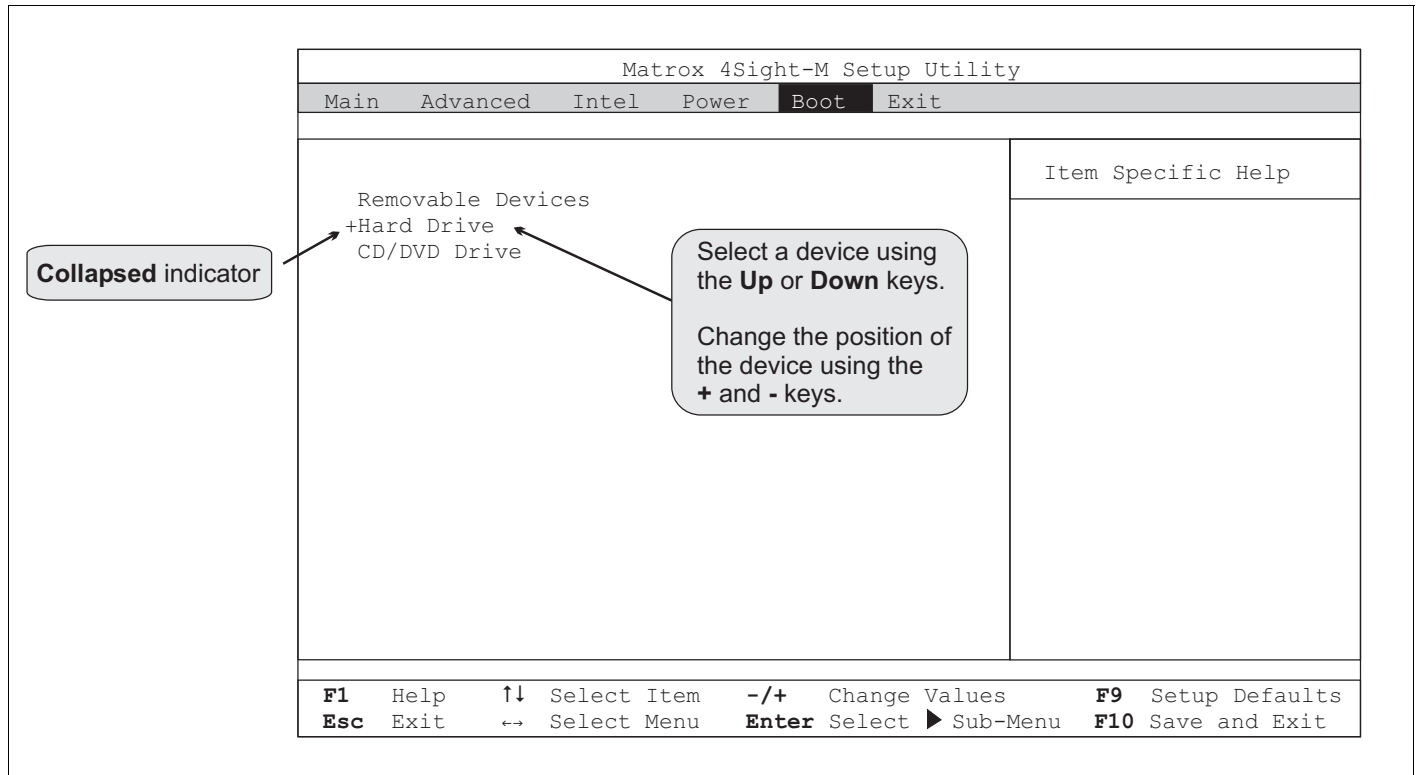 Matrox 4Sight-M Setup Utility
Main Advanced Intel Power Boot Exit
Item Specific Help
Removable Devices
+Hard Drive
CD/DVD Drive
Collapsed indicator
Select a device using
the Up or Down keys.
Change the position of
the device using the
+ and - keys.
F1 Help ↑↓ Select Item -/+ Change Values F9 Setup Defaults
Esc Exit ←→ Select Menu Enter Select ▶ Sub-Menu F10 Save and Exit